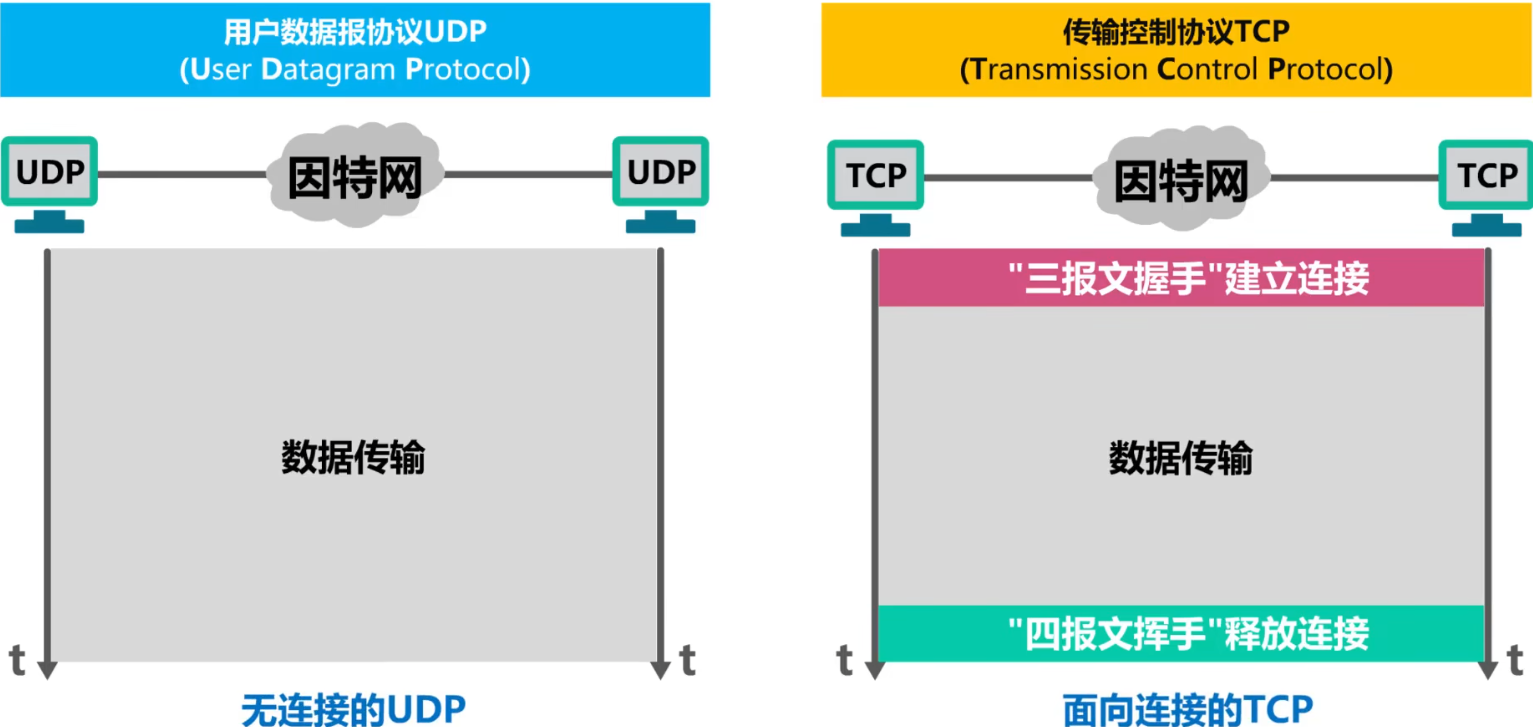 用户数据报协议UDP
(User Datagram Protocol)
UDP
因特网
UDP
数据传输
t
t
无连接的UDP
传输控制协议TCP
(Transmission Control Protocol)
TCP
因特网
TCP
"三报文握手"建立连接
数据传输
"四报文挥手"释放连接
t
t
面向连接的TCP